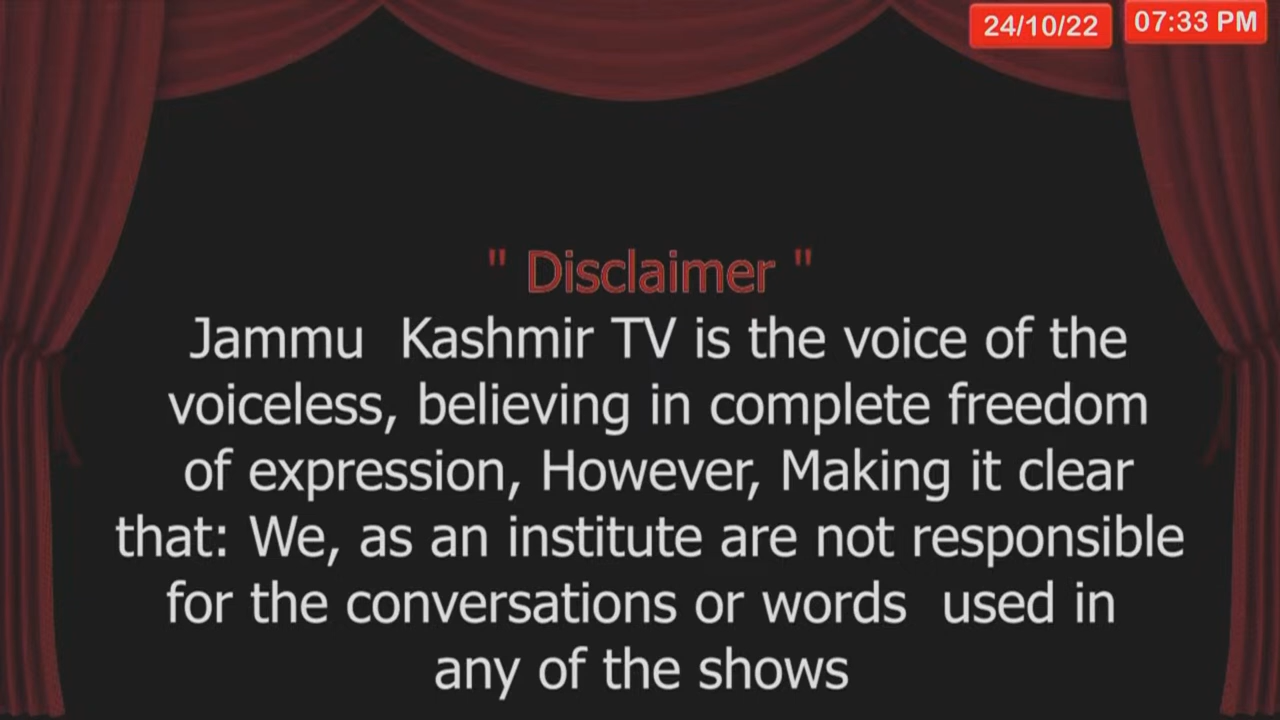 24/10/22 07:33 PM
" Disclaimer "
Jammu Kashmir TV is the voice of the
voiceless, believing in complete freedom
of expression, However, Making it clear
that: We, as an institute are not responsible
for the conversations or words used in
any of the shows